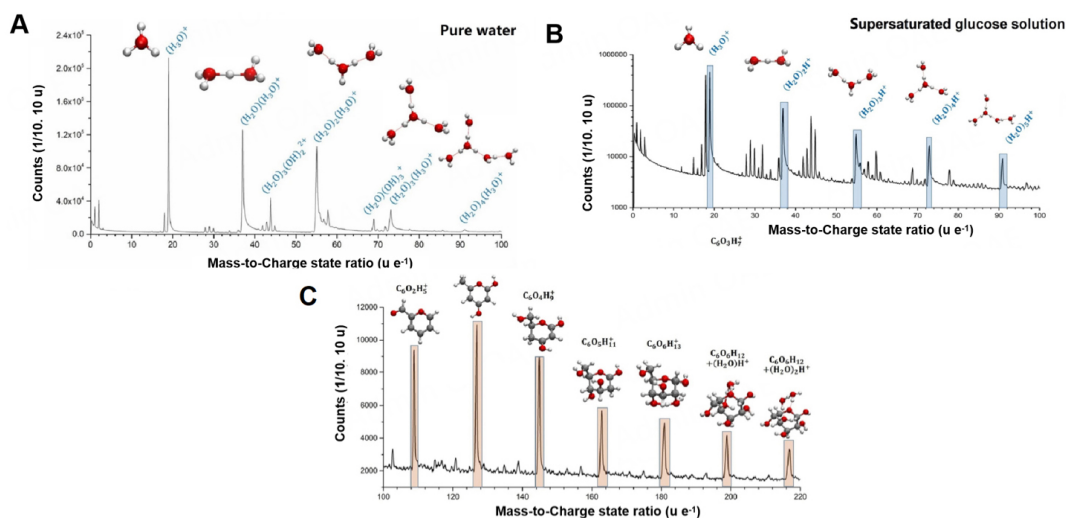 A
Pure water
Counts (1/10. 10 u)
2.4x10⁵
2.0x10⁵
1.6x10⁵
1.2x10⁵
8.0x10⁴
4.0x10⁴
0
(H₃O)⁺
(H₂O)(H₃O)⁺
(H₂O)₃(OH)₂²⁺
(H₂O)₂(H₃O)⁺
(H₂O)(OH)₃⁺
(H₂O)₃(H₃O)⁺
(H₂O)₄(H₃O)⁺
0 20 40 60 80 100
Mass-to-Charge state ratio (u e⁻¹)
B
Supersaturated glucose solution
Counts (1/10. 10 u)
1000000
100000
10000
1000
(H₃O)⁺
(H₂O)₂H⁺
(H₂O)₃H⁺
(H₂O)₄H⁺
(H₂O)₅H⁺
0 10 20 30 40 50 60 70 80 90 100
Mass-to-Charge state ratio (u e⁻¹)
C
Counts (1/10. 10 u)
12000
10000
8000
6000
4000
2000
C₆O₂H₅⁺
C₆O₃H₇⁺
C₆O₄H₉⁺
C₆O₅H₁₁⁺
C₆O₆H₁₃⁺
C₆O₆H₁₂
+(H₂O)H⁺
C₆O₆H₁₂
+(H₂O)₂H⁺
100 120 140 160 180 200 220
Mass-to-Charge state ratio (u e⁻¹)